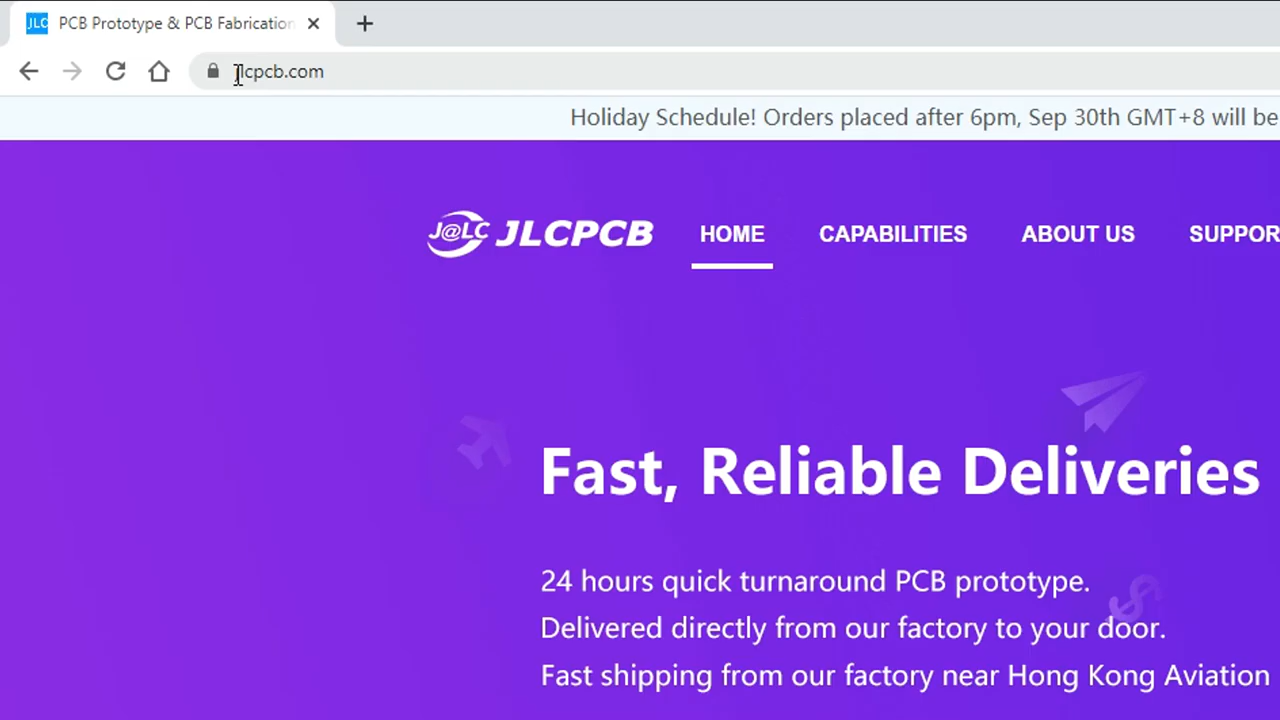 JLC PCB Prototype & PCB Fabrication
jlcpcb.com
Holiday Schedule! Orders placed after 6pm, Sep 30th GMT+8 will be
J@LC JLCPCB HOME CAPABILITIES ABOUT US SUPPOR
Fast, Reliable Deliveries
24 hours quick turnaround PCB prototype.
Delivered directly from our factory to your door.
Fast shipping from our factory near Hong Kong Aviation